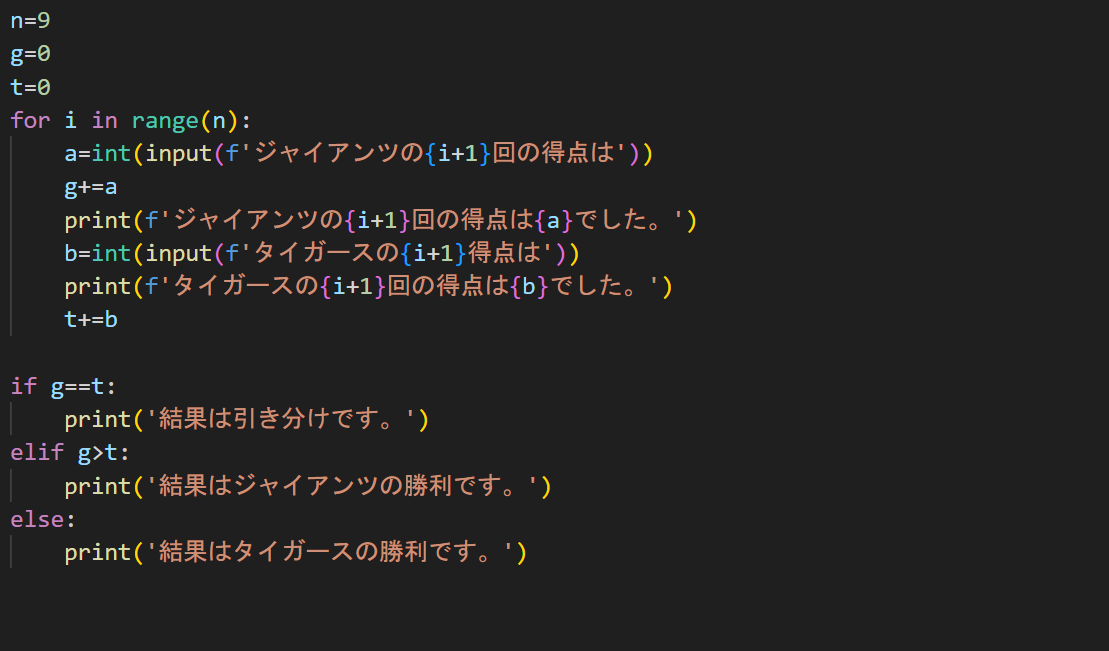 n=9
g=0
t=0
for i in range(n):
    a=int(input(f'ジャイアンツの{i+1}回の得点は'))
    g+=a
    print(f'ジャイアンツの{i+1}回の得点は{a}でした。')
    b=int(input(f'タイガースの{i+1}得点は'))
    print(f'タイガースの{i+1}回の得点は{b}でした。')
    t+=b

if g==t:
    print('結果は引き分けです。')
elif g>t:
    print('結果はジャイアンツの勝利です。')
else:
    print('結果はタイガースの勝利です。')